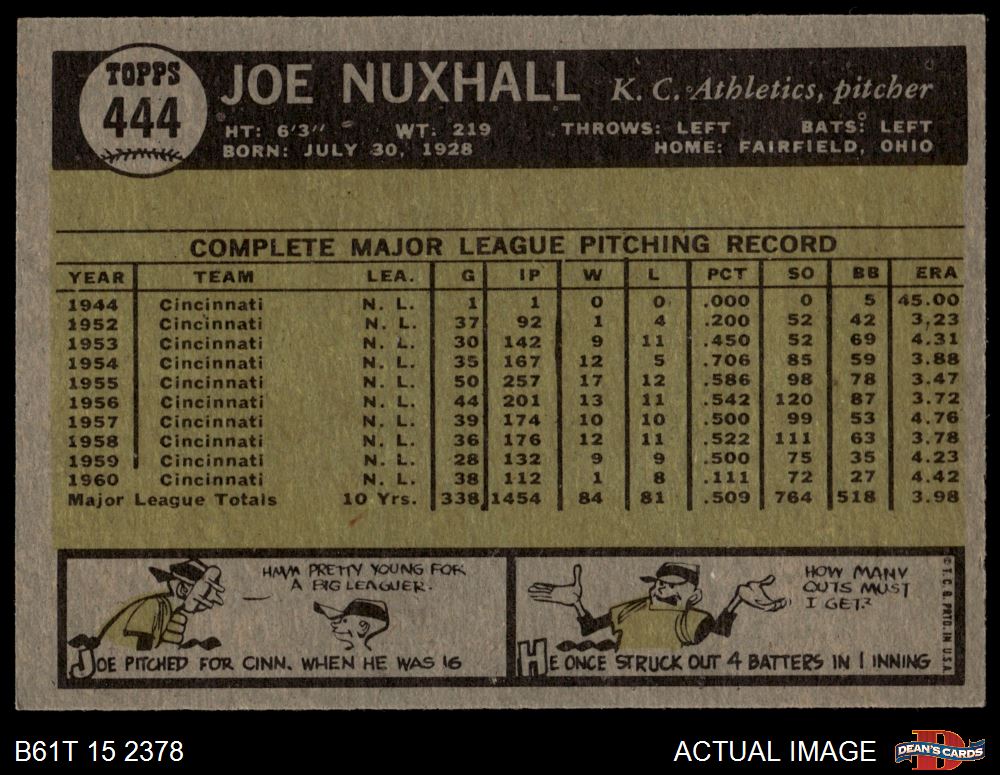 TOPPS
444
JOE NUXHALL K. C. Athletics, pitcher
HT: 6'3" WT: 219 THROWS: LEFT BATS: LEFT
BORN: JULY 30, 1928 HOME: FAIRFIELD, OHIO
COMPLETE MAJOR LEAGUE PITCHING RECORD
YEAR TEAM LEA. G IP W L PCT SO BB ERA
1944 Cincinnati N. L. 1 1 0 0 .000 0 5 45.00
1952 Cincinnati N. L. 37 92 1 4 .200 52 42 3.23
1953 Cincinnati N. L. 30 142 9 11 .450 52 69 4.31
1954 Cincinnati N. L. 35 167 12 5 .706 85 59 3.88
1955 Cincinnati N. L. 50 257 17 12 .586 98 78 3.47
1956 Cincinnati N. L. 44 201 13 11 .542 120 87 3.72
1957 Cincinnati N. L. 39 174 10 10 .500 99 53 4.76
1958 Cincinnati N. L. 36 176 12 11 .522 111 63 3.78
1959 Cincinnati N. L. 28 132 9 9 .500 75 35 4.23
1960 Cincinnati N. L. 38 112 1 8 .111 72 27 4.42
Major League Totals 10 Yrs. 338 1454 84 81 .509 764 518 3.98
HMM PRETTY YOUNG FOR
A BIG LEAGUER.
JOE PITCHED FOR CINN. WHEN HE WAS 16
HOW MANY
OUTS MUST
I GET?
HE ONCE STRUCK OUT 4 BATTERS IN 1 INNING
© T. C. G. PRTD. IN U.S.A.
B61T 15 2378
ACTUAL IMAGE
DEAN'S CARDS